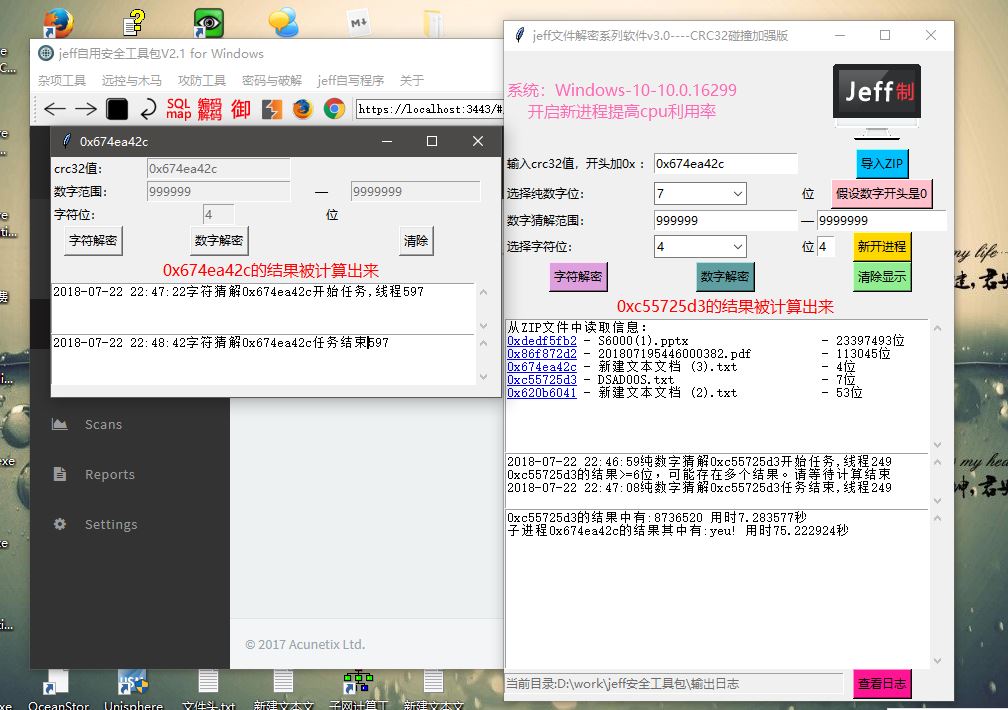 jeff自用安全工具包V2.1 for Windows
杂项工具 远控与木马 攻防工具 密码与破解 jeff自写程序 关于
SQL map 编码解码 御 https://localhost:3443/#
0x674ea42c
crc32值: 0x674ea42c
数字范围: 999999 — 9999999
字符位: 4 位
字符解密 数字解密 清除
0x674ea42c的结果被计算出来
2018-07-22 22:47:22字符猜解0x674ea42c开始任务,线程597
2018-07-22 22:48:42字符猜解0x674ea42c任务结束597
Scans
Reports
Settings
© 2017 Acunetix Ltd.
jeff文件解密系列软件v3.0----CRC32碰撞加强版
系统: Windows-10-10.0.16299
开启新进程提高cpu利用率
Jeff制
输入crc32值，开头加0x : 0x674ea42c 导入ZIP
选择纯数字位: 7 位 假设数字开头是0
数字猜解范围: 999999 — 9999999
选择字符位: 4 位 4 新开进程
字符解密 数字解密 清除显示
0xc55725d3的结果被计算出来
从ZIP文件中读取信息:
0xdedf5fb2 - S6000(1).pptx - 23397493位
0x86f872d2 - 201807195446000382.pdf - 113045位
0x674ea42c - 新建文本文档 (3).txt - 4位
0xc55725d3 - DSADOOS.txt - 7位
0x620b6041 - 新建文本文档 (2).txt - 53位
2018-07-22 22:46:59纯数字猜解0xc55725d3开始任务,线程249
0xc55725d3的结果>=6位，可能存在多个结果。请等待计算结束
2018-07-22 22:47:08纯数字猜解0xc55725d3任务结束,线程249
0xc55725d3的结果中有:8736520 用时7.283577秒
子进程0x674ea42c的结果其中有:yeu! 用时75.222924秒
当前目录:D:\work\jeff安全工具包\输出日志 查看日志
my life
OceanStor Unisphere 文件头.txt 新建文本文 子网计算工 新建文本文